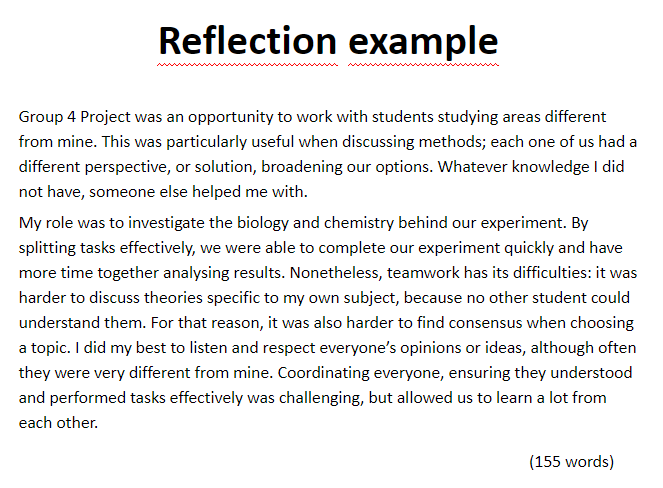 Reflection example
Group 4 Project was an opportunity to work with students studying areas different
from mine. This was particularly useful when discussing methods; each one of us had a
different perspective, or solution, broadening our options. Whatever knowledge I did
not have, someone else helped me with.
My role was to investigate the biology and chemistry behind our experiment. By
splitting tasks effectively, we were able to complete our experiment quickly and have
more time together analysing results. Nonetheless, teamwork has its difficulties: it was
harder to discuss theories specific to my own subject, because no other student could
understand them. For that reason, it was also harder to find consensus when choosing
a topic. I did my best to listen and respect everyone’s opinions or ideas, although often
they were very different from mine. Coordinating everyone, ensuring they understood
and performed tasks effectively was challenging, but allowed us to learn a lot from
each other.
(155 words)